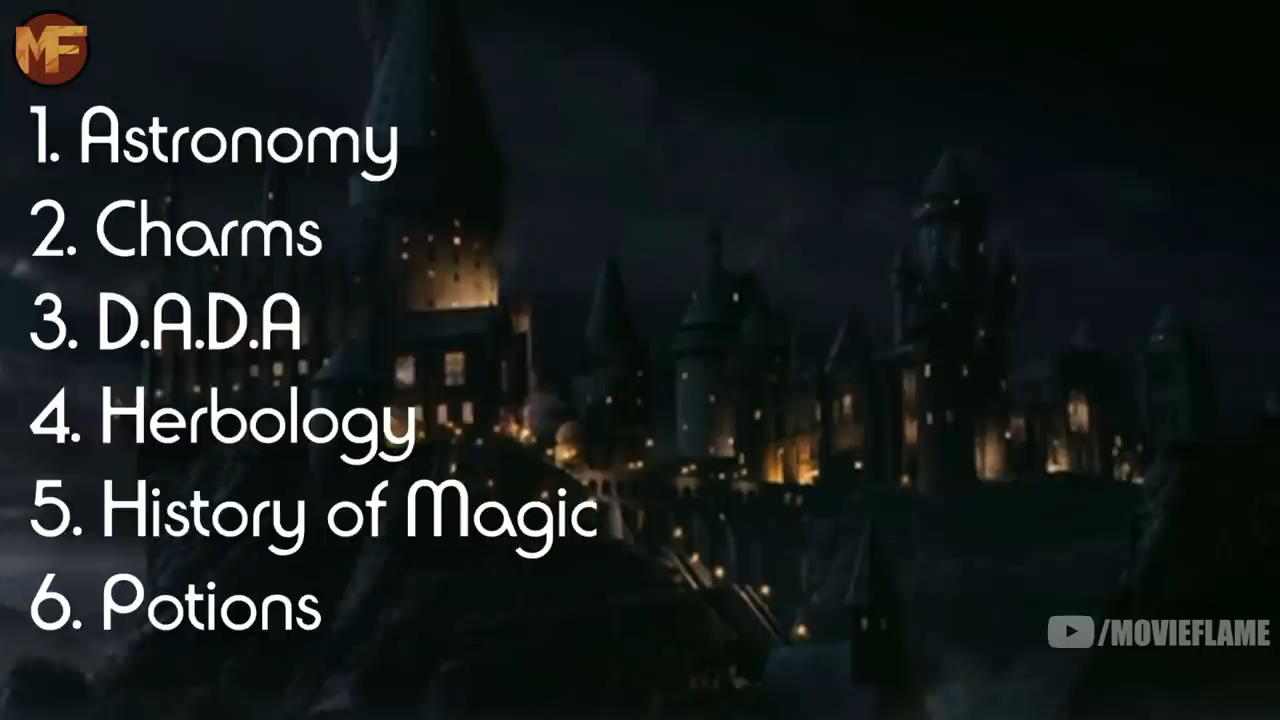 MF
1. Astronomy
2. Charms
3. D.A.D.A
4. Herbology
5. History of Magic
6. Potions
/MOVIEFLAME